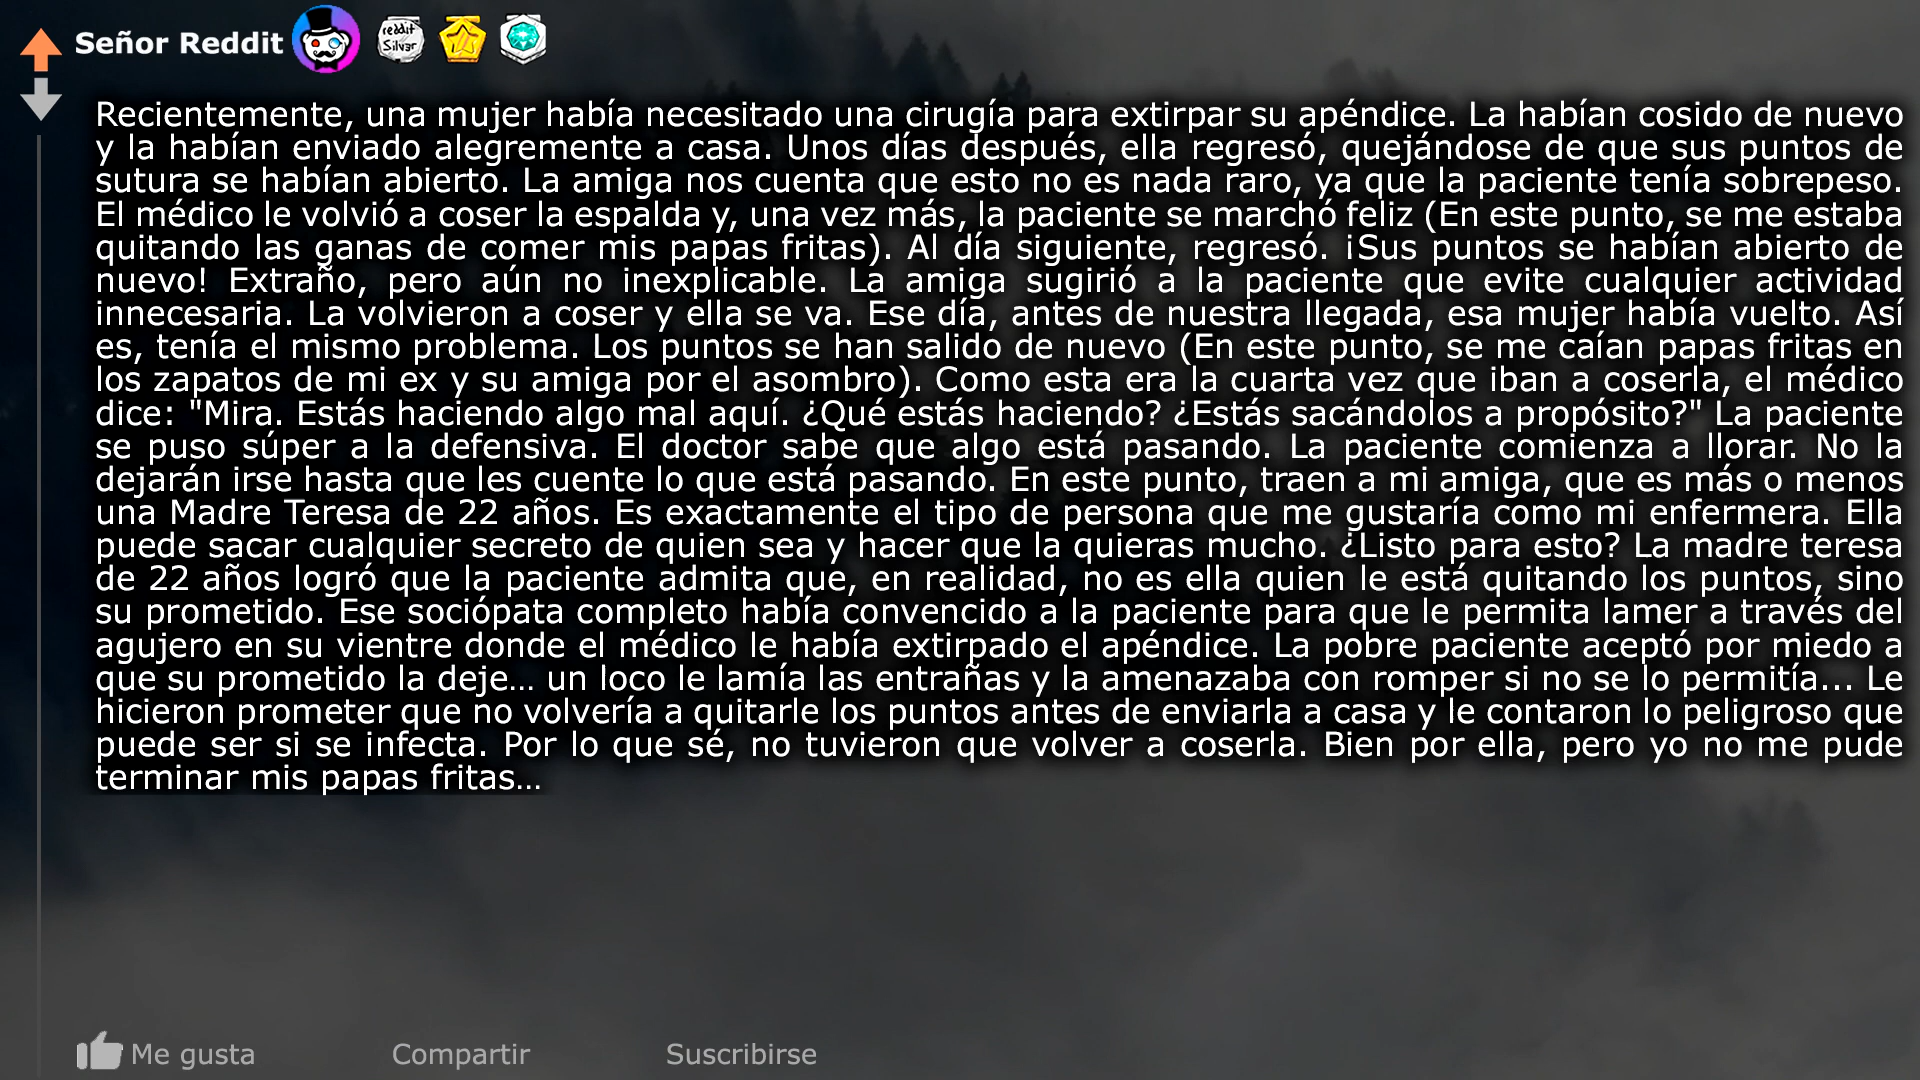 Señor Reddit
reddit
Silv3r
Recientemente, una mujer había necesitado una cirugía para extirpar su apéndice. La habían cosido de nuevo
y la habían enviado alegremente a casa. Unos días después, ella regresó, quejándose de que sus puntos de
sutura se habían abierto. La amiga nos cuenta que esto no es nada raro, ya que la paciente tenía sobrepeso.
El médico le volvió a coser la espalda y, una vez más, la paciente se marchó feliz (En este punto, se me estaba
quitando las ganas de comer mis papas fritas). Al día siguiente, regresó. ¡Sus puntos se habían abierto de
nuevo! Extraño, pero aún no inexplicable. La amiga sugirió a la paciente que evite cualquier actividad
innecesaria. La volvieron a coser y ella se va. Ese día, antes de nuestra llegada, esa mujer había vuelto. Así
es, tenía el mismo problema. Los puntos se han salido de nuevo (En este punto, se me caían papas fritas en
los zapatos de mi ex y su amiga por el asombro). Como esta era la cuarta vez que iban a coserla, el médico
dice: "Mira. Estás haciendo algo mal aquí. ¿Qué estás haciendo? ¿Estás sacándolos a propósito?" La paciente
se puso súper a la defensiva. El doctor sabe que algo está pasando. La paciente comienza a llorar. No la
dejarán irse hasta que les cuente lo que está pasando. En este punto, traen a mi amiga, que es más o menos
una Madre Teresa de 22 años. Es exactamente el tipo de persona que me gustaría como mi enfermera. Ella
puede sacar cualquier secreto de quien sea y hacer que la quieras mucho. ¿Listo para esto? La madre teresa
de 22 años logró que la paciente admita que, en realidad, no es ella quien le está quitando los puntos, sino
su prometido. Ese sociópata completo había convencido a la paciente para que le permita lamer a través del
agujero en su vientre donde el médico le había extirpado el apéndice. La pobre paciente aceptó por miedo a
que su prometido la deje… un loco le lamía las entrañas y la amenazaba con romper si no se lo permitía... Le
hicieron prometer que no volvería a quitarle los puntos antes de enviarla a casa y le contaron lo peligroso que
puede ser si se infecta. Por lo que sé, no tuvieron que volver a coserla. Bien por ella, pero yo no me pude
terminar mis papas fritas…
Me gusta
Compartir
Suscribirse